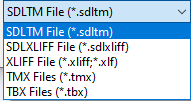 SDLTM File (*.sdltm)
SDLTM File (*.sdltm)
SDLXLIFF File (*.sdlxliff)
XLIFF File (*.xliff;*.xlf)
TMX Files (*.tmx)
TBX Files (*.tbx)